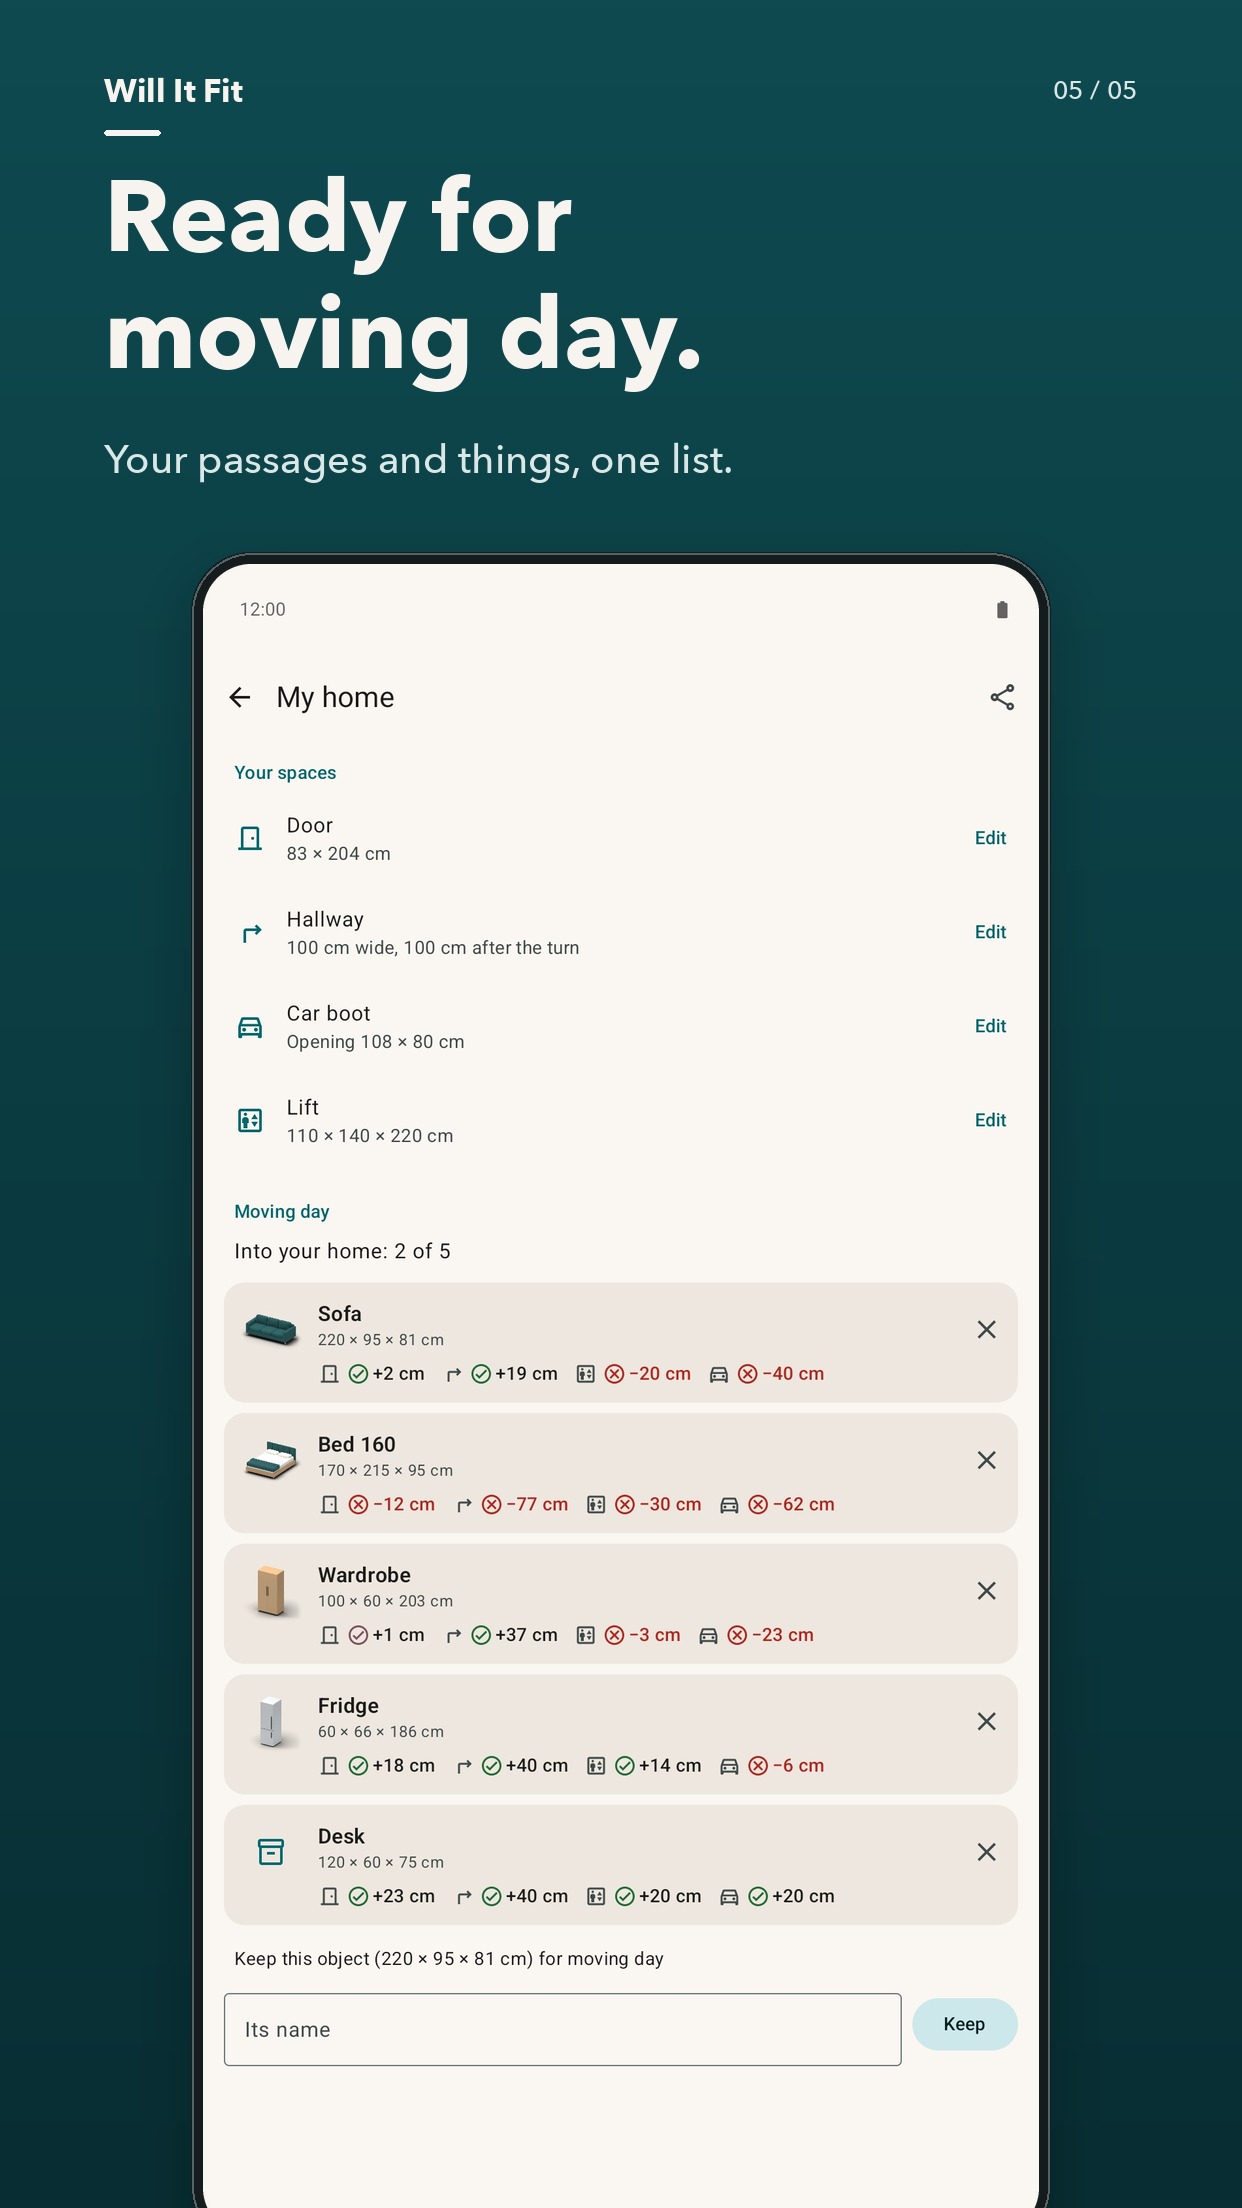 Will It Fit
05 / 05
Ready for
moving day.
Your passages and things, one list.
12:00
My home
Your spaces
Door
83 × 204 cm
Edit
Hallway
100 cm wide, 100 cm after the turn
Edit
Car boot
Opening 108 × 80 cm
Edit
Lift
110 × 140 × 220 cm
Edit
Moving day
Into your home: 2 of 5
Sofa
220 × 95 × 81 cm
+2 cm +19 cm −20 cm −40 cm
Bed 160
170 × 215 × 95 cm
−12 cm −77 cm −30 cm −62 cm
Wardrobe
100 × 60 × 203 cm
+1 cm +37 cm −3 cm −23 cm
Fridge
60 × 66 × 186 cm
+18 cm +40 cm +14 cm −6 cm
Desk
120 × 60 × 75 cm
+23 cm +40 cm +20 cm +20 cm
Keep this object (220 × 95 × 81 cm) for moving day
Its name
Keep